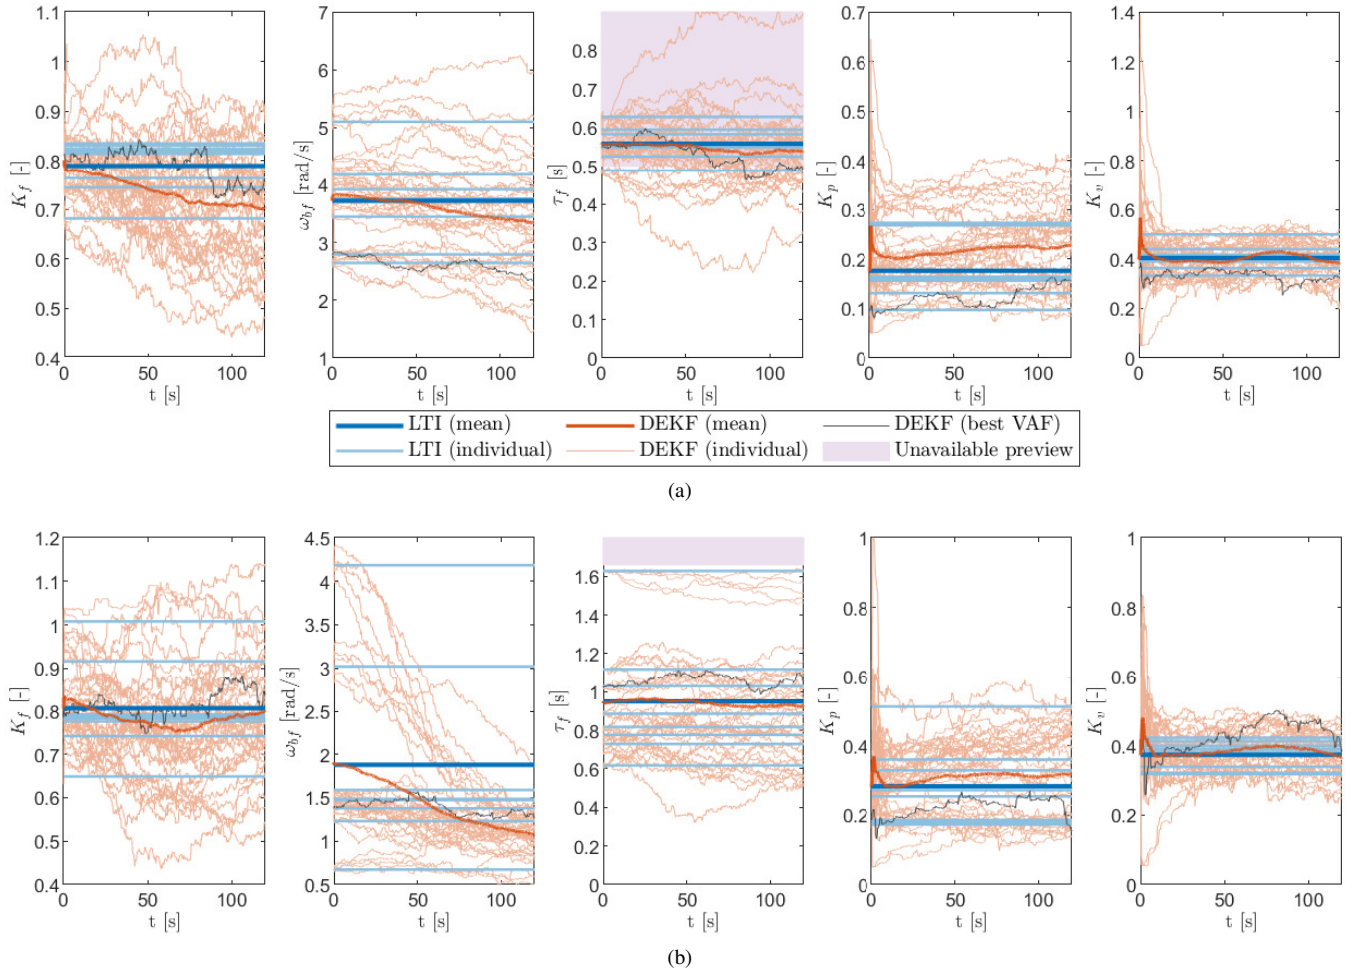 1.1
1
0.9
0.8
0.7
0.6
0.5
0.4
K_f [-]
0 50 100
t [s]
7
6
5
4
3
2
1
ω_bf [rad/s]
0 50 100
t [s]
0.8
0.7
0.6
0.5
0.4
0.3
0.2
0.1
0
τ_f [s]
0 50 100
t [s]
0.7
0.6
0.5
0.4
0.3
0.2
0.1
0
K_p [-]
0 50 100
t [s]
1.4
1.2
1
0.8
0.6
0.4
0.2
0
K_v [-]
0 50 100
t [s]
LTI (mean) DEKF (mean) DEKF (best VAF)
LTI (individual) DEKF (individual) Unavailable preview
(a)
1.2
1.1
1
0.9
0.8
0.7
0.6
0.5
0.4
K_f [-]
0 50 100
t [s]
4.5
4
3.5
3
2.5
2
1.5
1
0.5
ω_bf [rad/s]
0 50 100
t [s]
1.6
1.4
1.2
1
0.8
0.6
0.4
0.2
0
τ_f [s]
0 50 100
t [s]
1
0.8
0.6
0.4
0.2
0
K_p [-]
0 50 100
t [s]
1
0.8
0.6
0.4
0.2
0
K_v [-]
0 50 100
t [s]
(b)